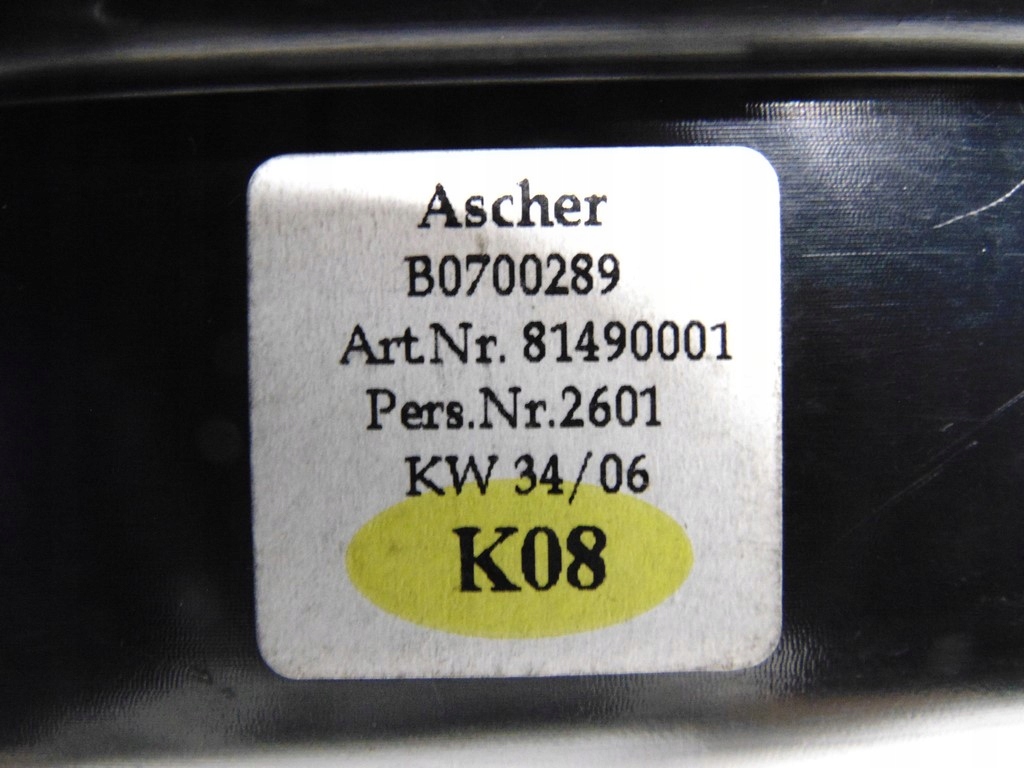 Ascher
B0700289
Art.Nr. 81490001
Pers.Nr.2601
KW 34/06
K08